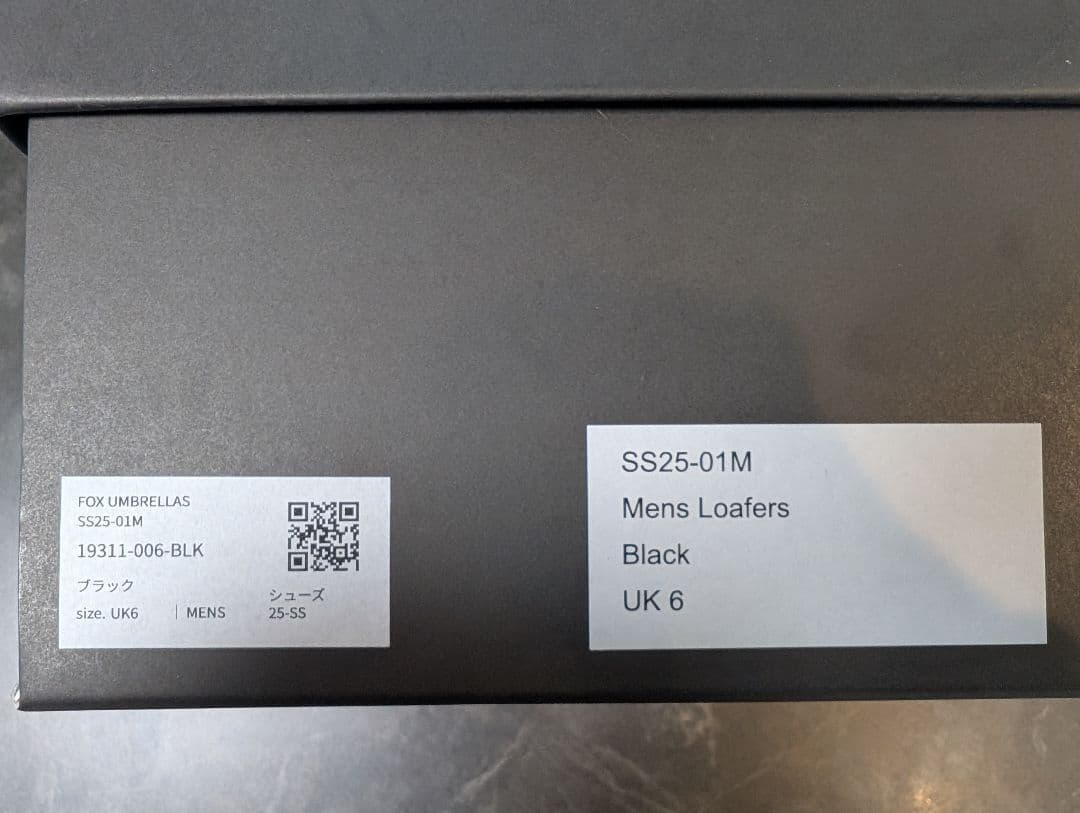 FOX UMBRELLAS
SS25-01M
19311-006-BLK
ブラック
size. UK6 | MENS
シューズ
25-SS
SS25-01M
Mens Loafers
Black
UK 6